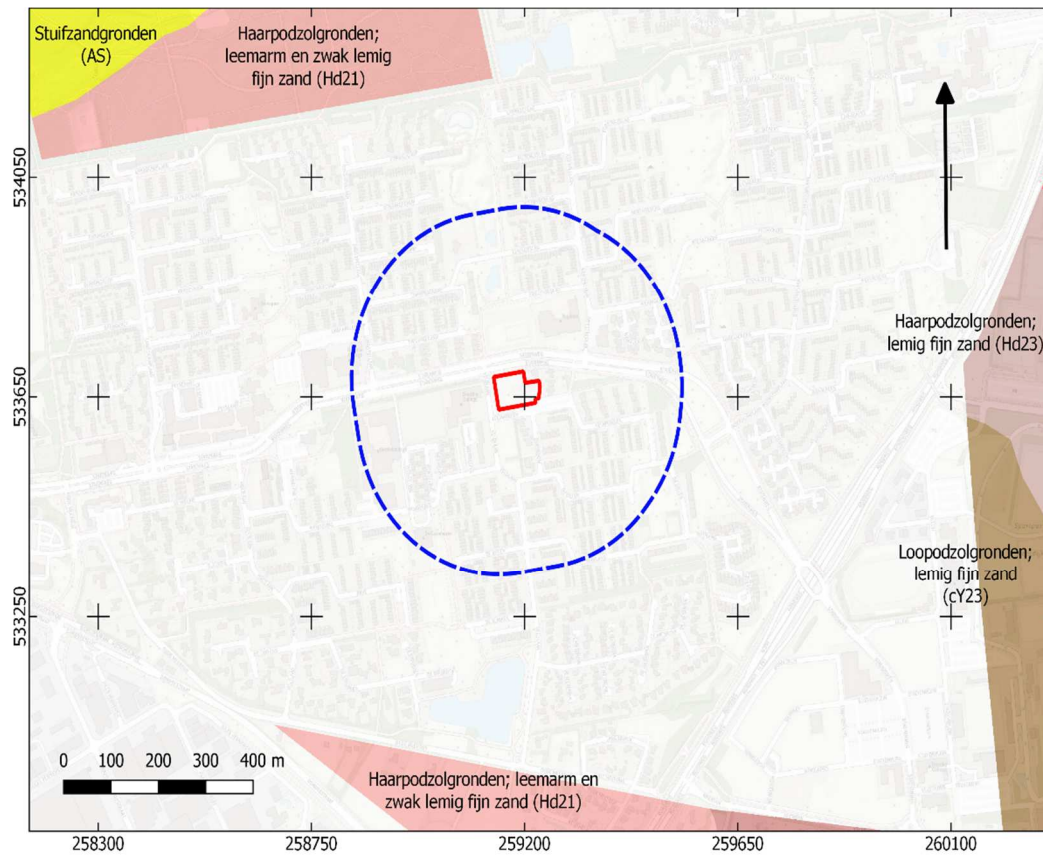 Stuifzandgronden
(AS)
Haarpodzolgronden;
leemarm en zwak lemig
fijn zand (Hd21)
534050
Haarpodzolgronden;
lemig fijn zand (Hd23)
533650
Loopodzolgronden;
lemig fijn zand
(cY23)
533250
0 100 200 300 400 m
Haarpodzolgronden; leemarm en
zwak lemig fijn zand (Hd21)
258300 258750 259200 259650 260100